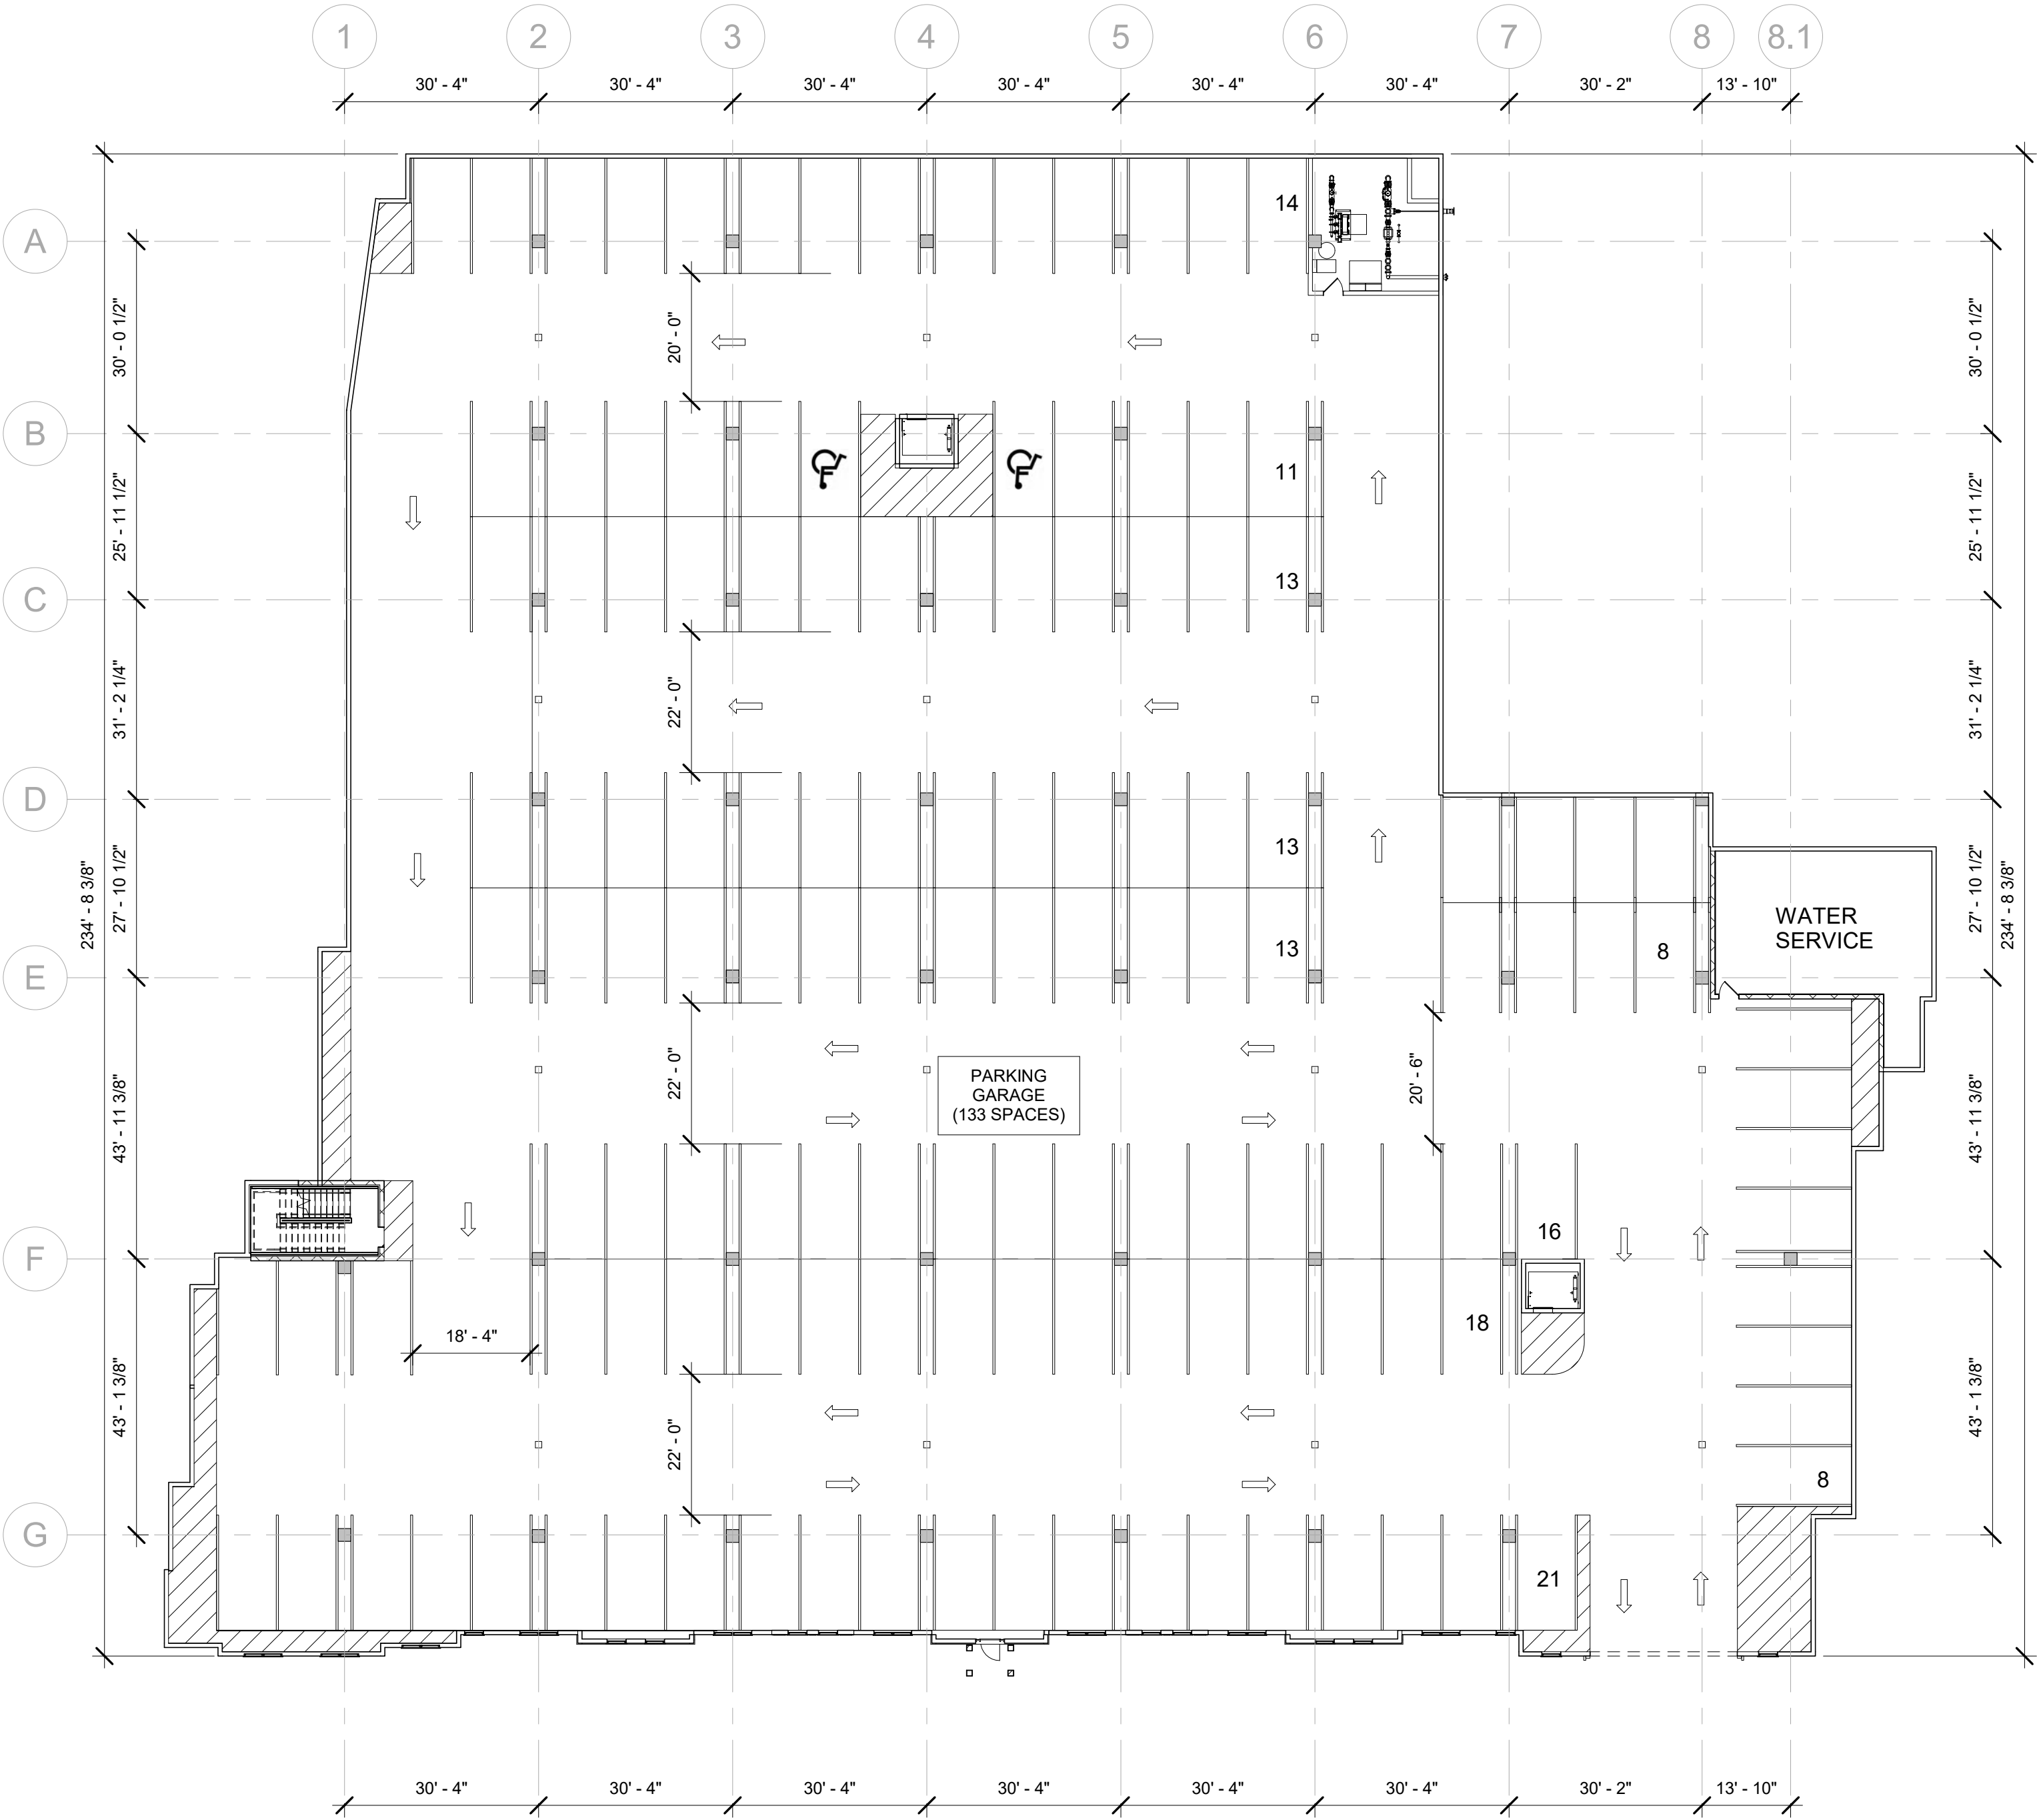 1
2
3
4
5
6
7
8
8.1
30' - 4"
30' - 4"
30' - 4"
30' - 4"
30' - 4"
30' - 4"
30' - 2"
13' - 10"
A
B
C
D
E
F
G
234' - 8 3/8"
30' - 0 1/2"
25' - 11 1/2"
31' - 2 1/4"
27' - 10 1/2"
43' - 11 3/8"
43' - 1 3/8"
14
20' - 0"
11
13
22' - 0"
13
13
8
WATER
SERVICE
22' - 0"
PARKING
GARAGE
(133 SPACES)
20' - 6"
16
18
18' - 4"
22' - 0"
8
21
30' - 0 1/2"
25' - 11 1/2"
31' - 2 1/4"
27' - 10 1/2"
43' - 11 3/8"
43' - 1 3/8"
234' - 8 3/8"
30' - 4"
30' - 4"
30' - 4"
30' - 4"
30' - 4"
30' - 4"
30' - 2"
13' - 10"